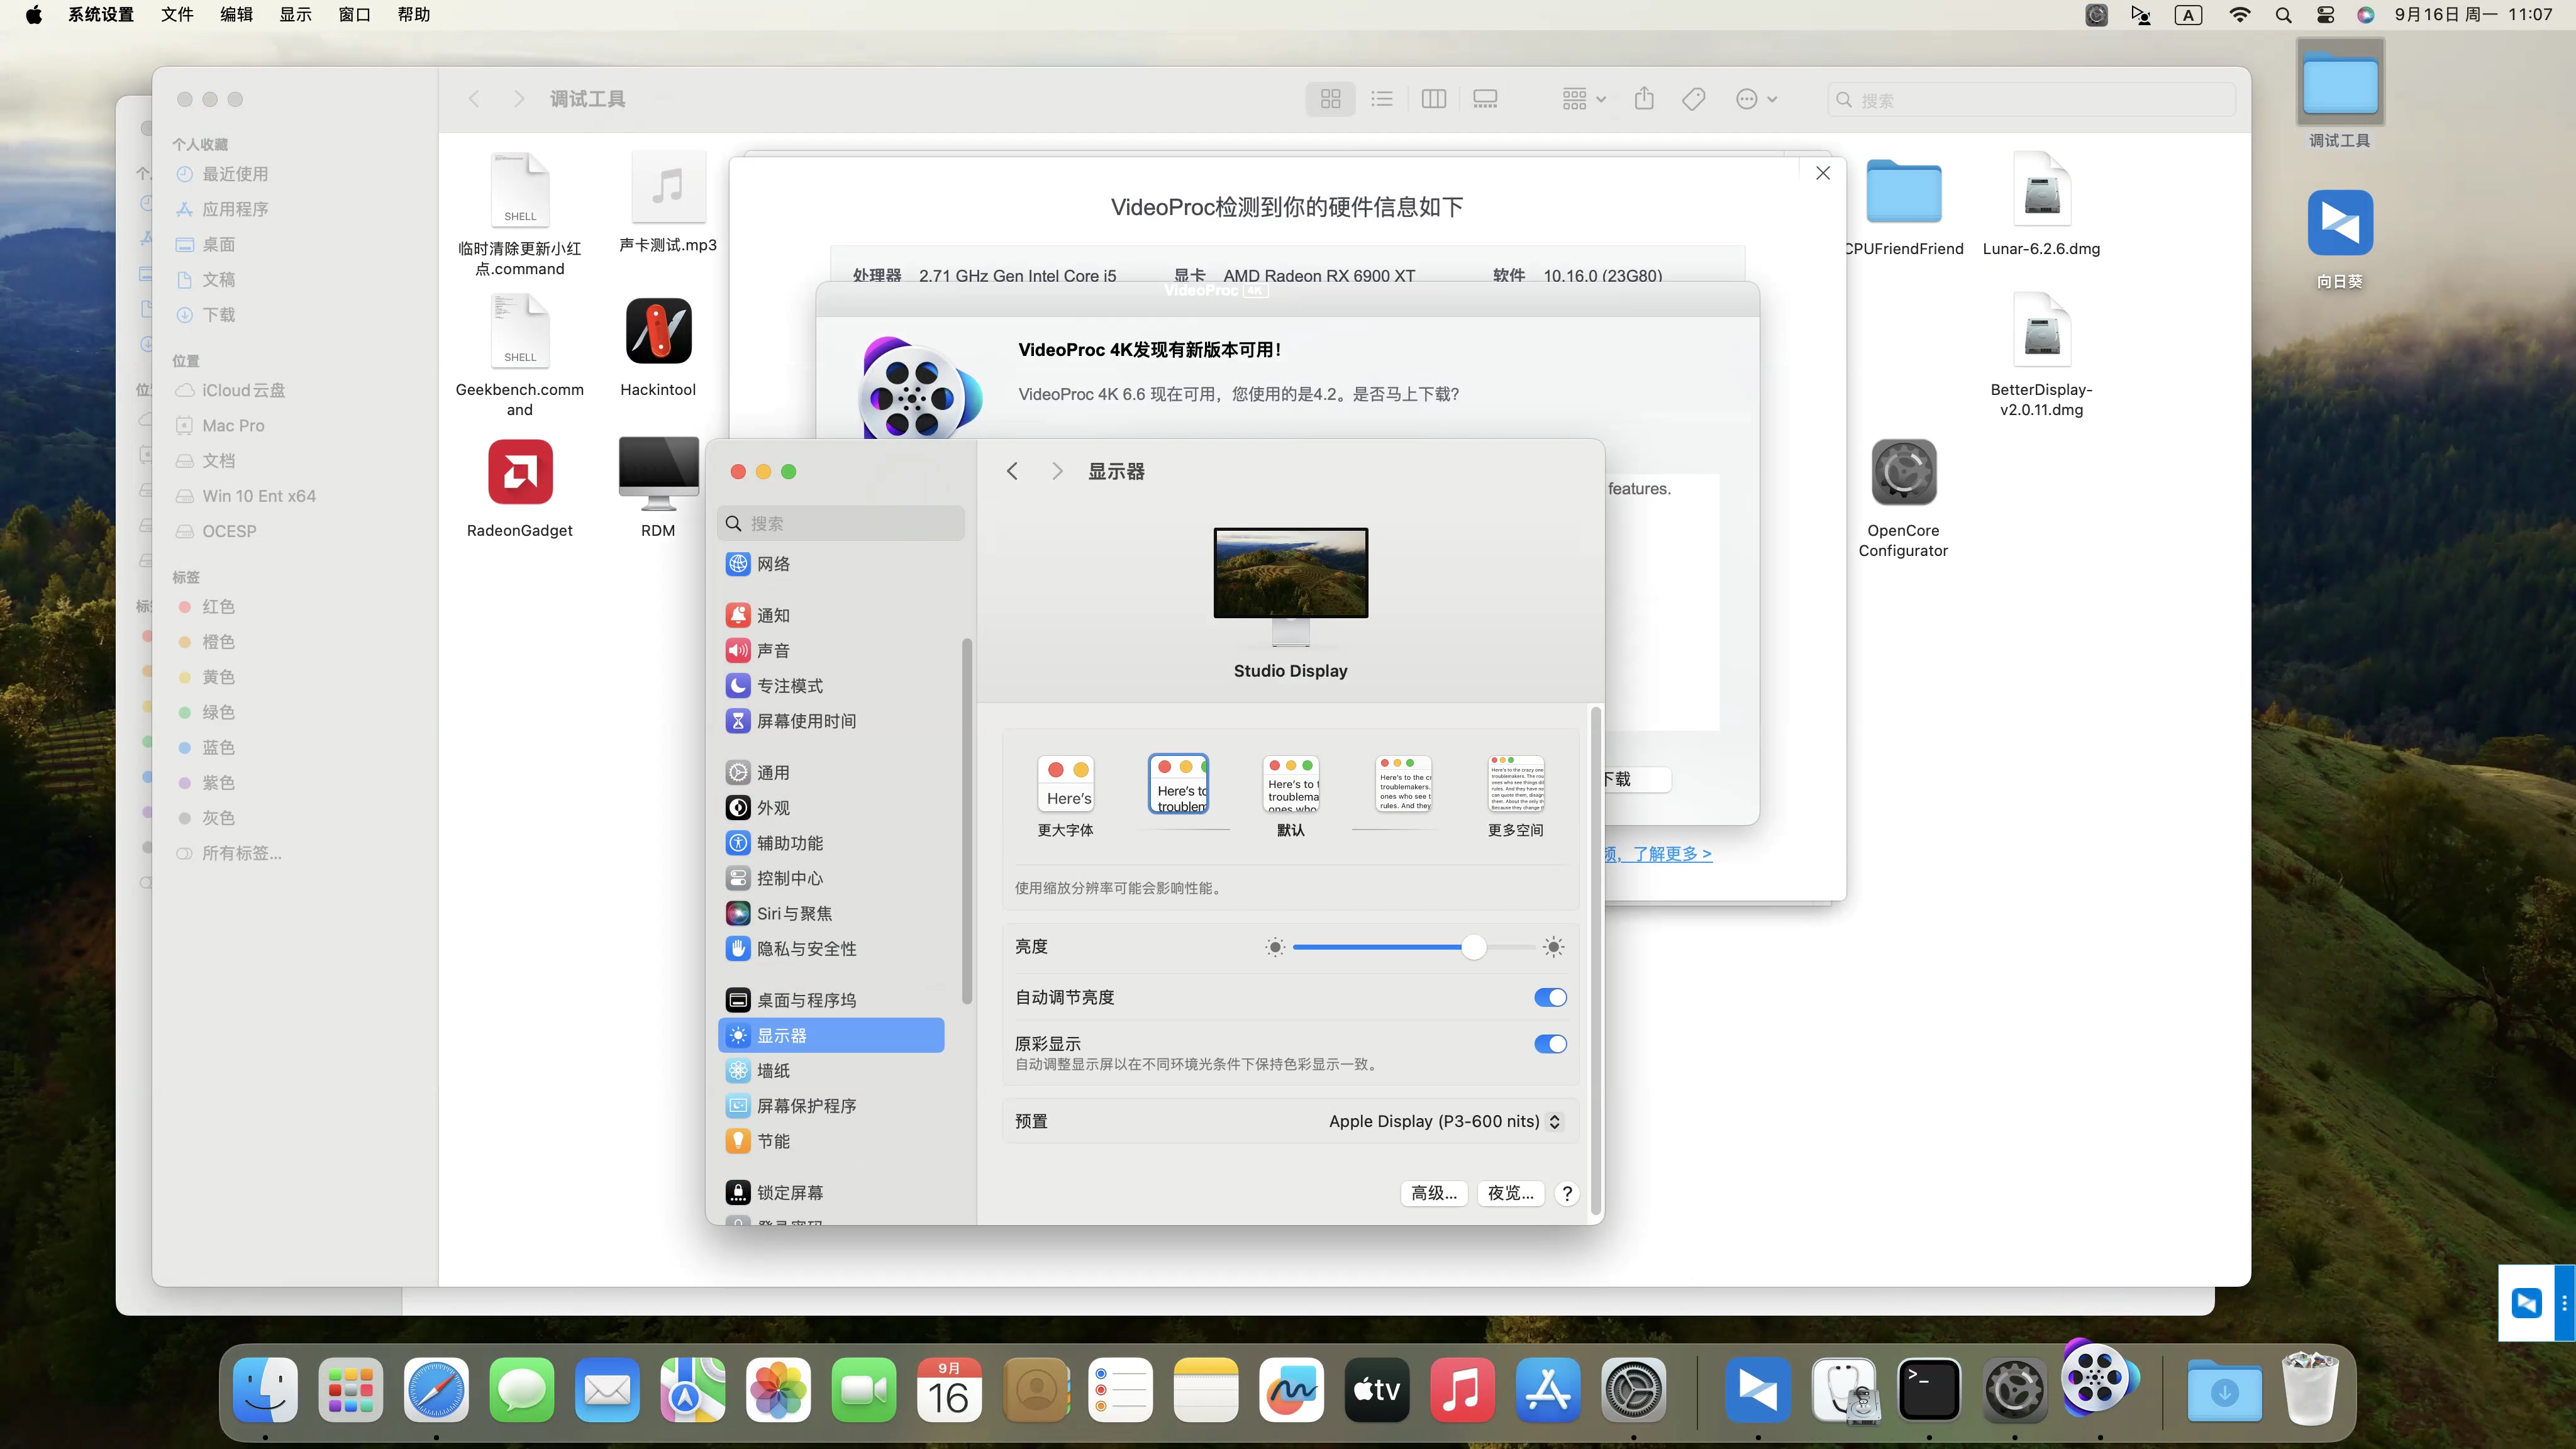 系统设置 文件 编辑 显示 窗口 帮助
A
9月16日 周一 11:07
调试工具
搜索
调试工具
向日葵
个人收藏
最近使用
应用程序
桌面
文稿
下载
位置
iCloud云盘
Mac Pro
文档
Win 10 Ent x64
OCESP
标签
红色
橙色
黄色
绿色
蓝色
紫色
灰色
所有标签...
SHELL
临时清除更新小红
点.command
声卡测试.mp3
SHELL
Geekbench.comm
and
Hackintool
RadeonGadget
RDM
CPUFriendFriend
Lunar-6.2.6.dmg
BetterDisplay-
v2.0.11.dmg
OpenCore
Configurator
VideoProc检测到你的硬件信息如下
处理器 2.71 GHz Gen Intel Core i5 显卡 AMD Radeon RX 6900 XT 软件 10.16.0 (23G80)
VideoProc 4K
VideoProc 4K发现有新版本可用!
VideoProc 4K 6.6 现在可用，您使用的是4.2。是否马上下载?
features.
下载
频，了解更多 >
搜索
网络
通知
声音
专注模式
屏幕使用时间
通用
外观
辅助功能
控制中心
Siri与聚焦
隐私与安全性
桌面与程序坞
显示器
墙纸
屏幕保护程序
节能
锁定屏幕
登录密码
显示器
Studio Display
Here's
Here's to
troublem
Here's to t
troublema
ones who
Here's to the cr
troublemakers.
ones who see t
rules. And they
更大字体
默认
更多空间
使用缩放分辨率可能会影响性能。
亮度
自动调节亮度
原彩显示
自动调整显示屏以在不同环境光条件下保持色彩显示一致。
预置 Apple Display (P3-600 nits)
高级... 夜览... ?
9月
16
tv